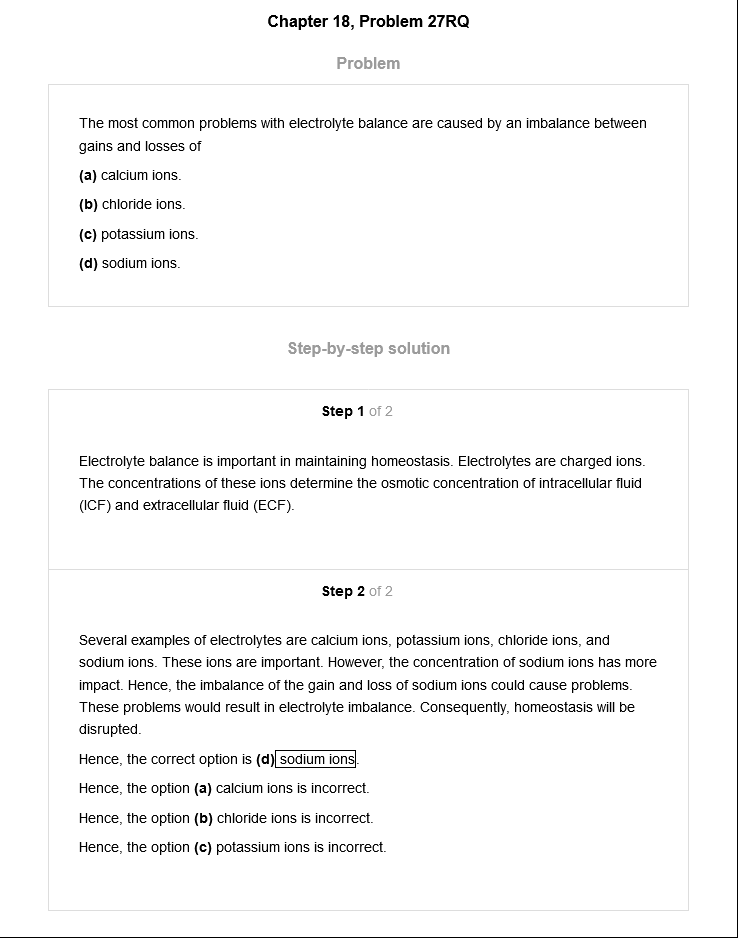 Chapter 18, Problem 27RQ
Problem
The most common problems with electrolyte balance are caused by an imbalance between
gains and losses of
(a) calcium ions.
(b) chloride ions.
(c) potassium ions.
(d) sodium ions.
Step-by-step solution
Step 1 of 2
Electrolyte balance is important in maintaining homeostasis. Electrolytes are charged ions.
The concentrations of these ions determine the osmotic concentration of intracellular fluid
(ICF) and extracellular fluid (ECF).
Step 2 of 2
Several examples of electrolytes are calcium ions, potassium ions, chloride ions, and
sodium ions. These ions are important. However, the concentration of sodium ions has more
impact. Hence, the imbalance of the gain and loss of sodium ions could cause problems.
These problems would result in electrolyte imbalance. Consequently, homeostasis will be
disrupted.
Hence, the correct option is (d) sodium ions.
Hence, the option (a) calcium ions is incorrect.
Hence, the option (b) chloride ions is incorrect.
Hence, the option (c) potassium ions is incorrect.